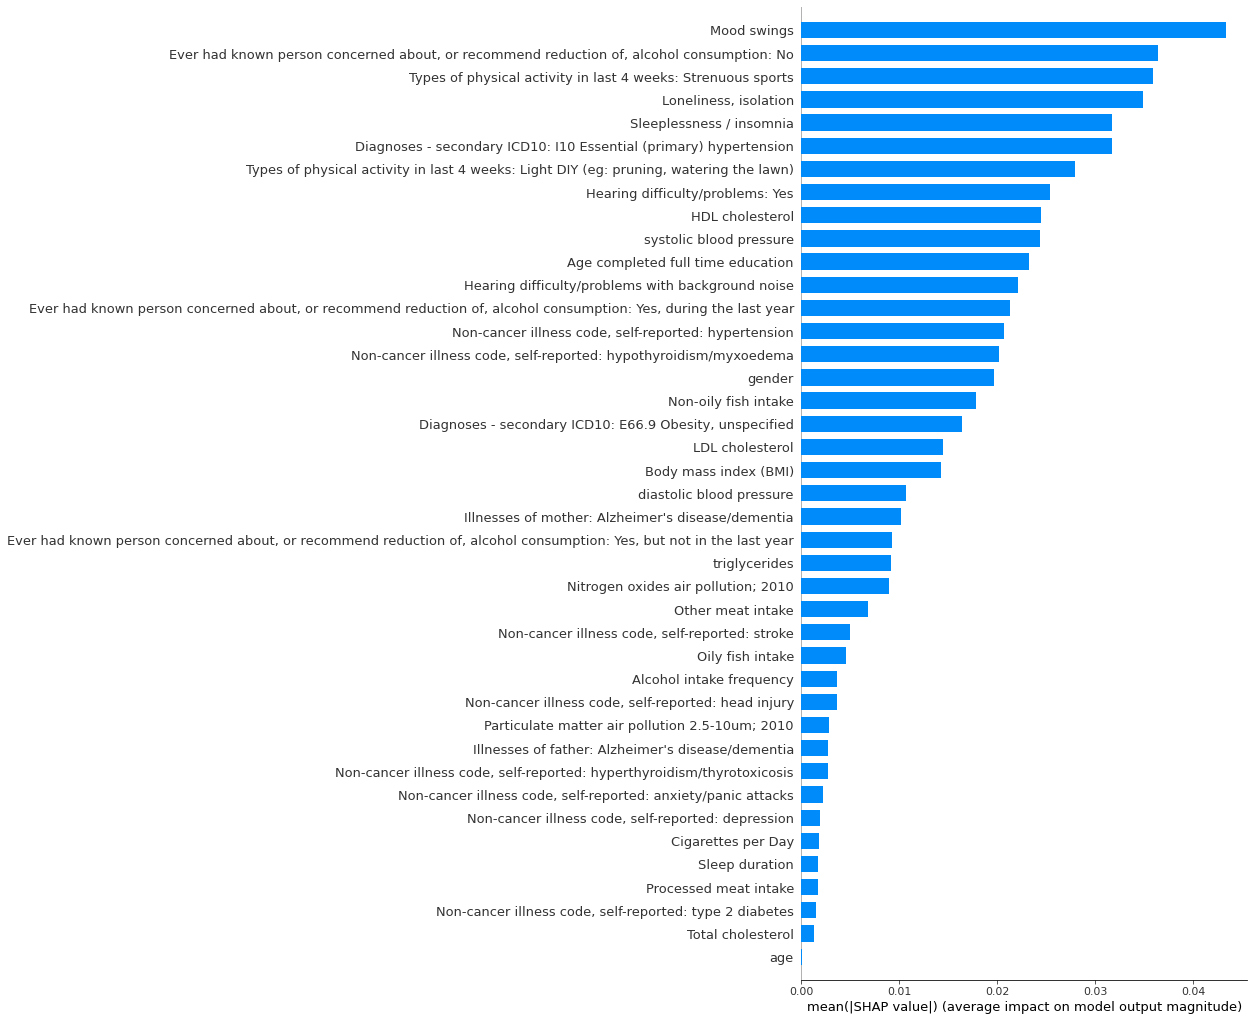 Mood swings
Ever had known person concerned about, or recommend reduction of, alcohol consumption: No
Types of physical activity in last 4 weeks: Strenuous sports
Loneliness, isolation
Sleeplessness / insomnia
Diagnoses - secondary ICD10: I10 Essential (primary) hypertension
Types of physical activity in last 4 weeks: Light DIY (eg: pruning, watering the lawn)
Hearing difficulty/problems: Yes
HDL cholesterol
systolic blood pressure
Age completed full time education
Hearing difficulty/problems with background noise
Ever had known person concerned about, or recommend reduction of, alcohol consumption: Yes, during the last year
Non-cancer illness code, self-reported: hypertension
Non-cancer illness code, self-reported: hypothyroidism/myxoedema
gender
Non-oily fish intake
Diagnoses - secondary ICD10: E66.9 Obesity, unspecified
LDL cholesterol
Body mass index (BMI)
diastolic blood pressure
Illnesses of mother: Alzheimer's disease/dementia
Ever had known person concerned about, or recommend reduction of, alcohol consumption: Yes, but not in the last year
triglycerides
Nitrogen oxides air pollution; 2010
Other meat intake
Non-cancer illness code, self-reported: stroke
Oily fish intake
Alcohol intake frequency
Non-cancer illness code, self-reported: head injury
Particulate matter air pollution 2.5-10um; 2010
Illnesses of father: Alzheimer's disease/dementia
Non-cancer illness code, self-reported: hyperthyroidism/thyrotoxicosis
Non-cancer illness code, self-reported: anxiety/panic attacks
Non-cancer illness code, self-reported: depression
Cigarettes per Day
Sleep duration
Processed meat intake
Non-cancer illness code, self-reported: type 2 diabetes
Total cholesterol
age
0.00 0.01 0.02 0.03 0.04
mean(|SHAP value|) (average impact on model output magnitude)